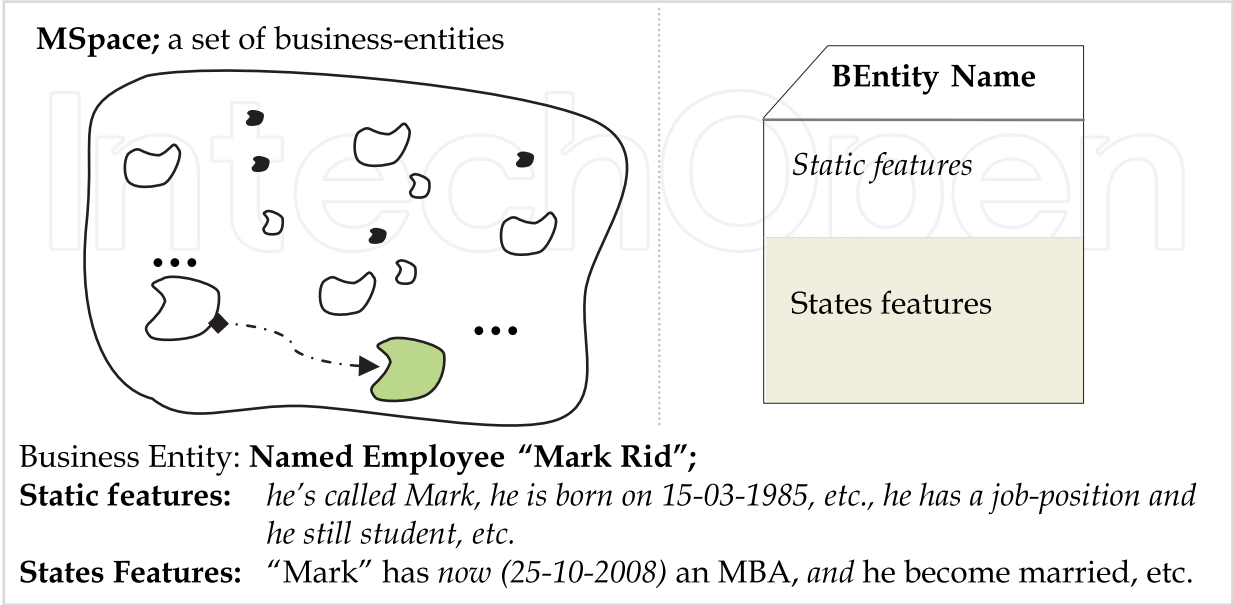 MSpace; a set of business-entities
BEntity Name
Static features
States features
IntechOpen
Business Entity: Named Employee “Mark Rid”;
Static features: he’s called Mark, he is born on 15-03-1985, etc., he has a job-position and
he still student, etc.
States Features: “Mark” has now (25-10-2008) an MBA, and he become married, etc.